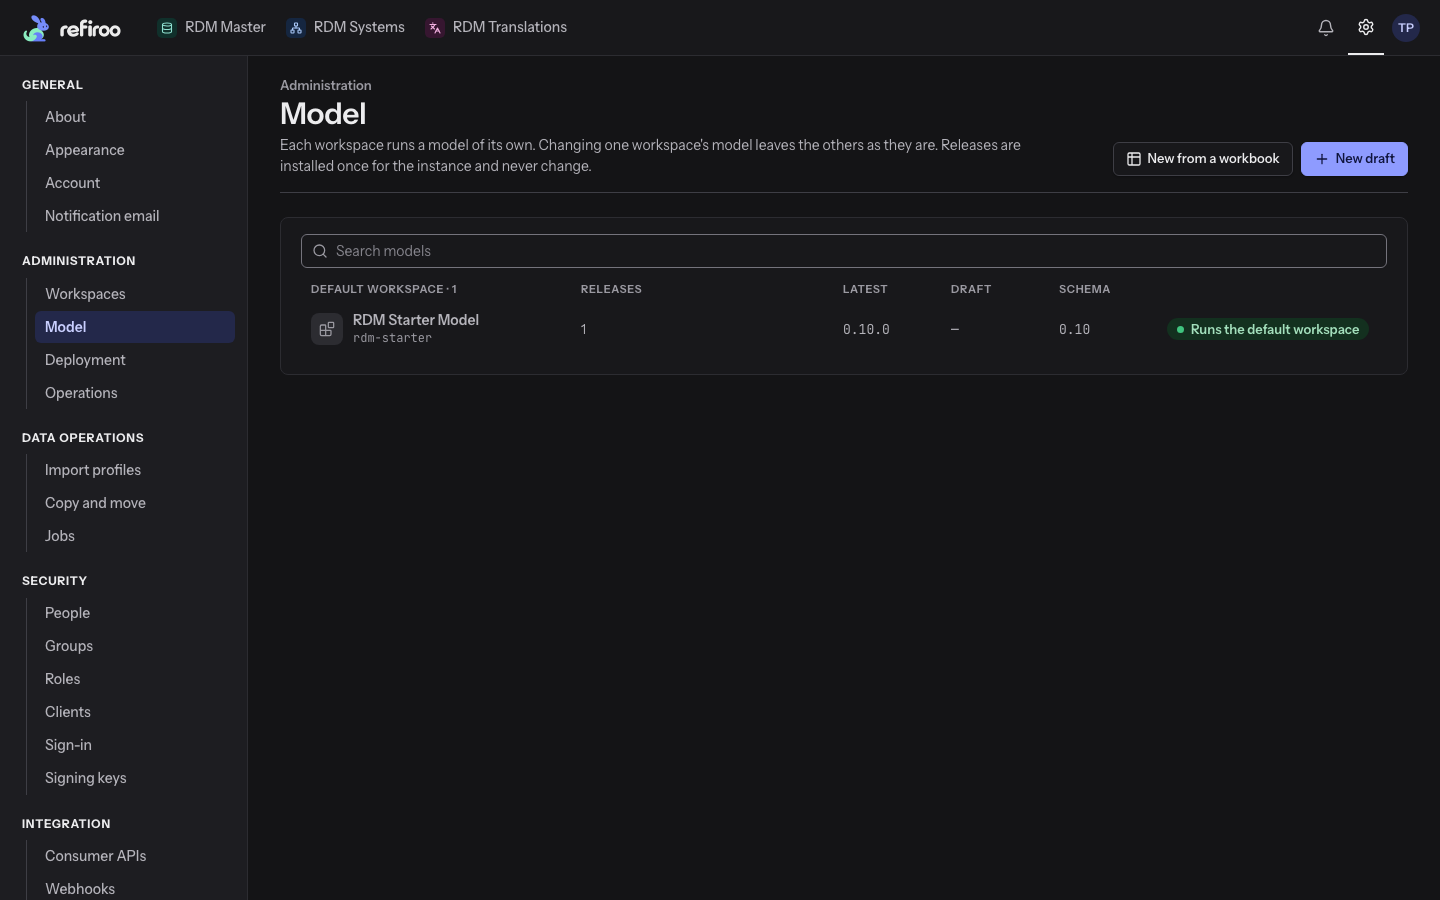 refiroo
RDM Master
RDM Systems
RDM Translations
TP
GENERAL
About
Appearance
Account
Notification email
ADMINISTRATION
Workspaces
Model
Deployment
Operations
DATA OPERATIONS
Import profiles
Copy and move
Jobs
SECURITY
People
Groups
Roles
Clients
Sign-in
Signing keys
INTEGRATION
Consumer APIs
Webhooks
Administration
Model
Each workspace runs a model of its own. Changing one workspace's model leaves the others as they are. Releases are
installed once for the instance and never change.
New from a workbook
New draft
Search models
DEFAULT WORKSPACE · 1 RELEASES LATEST DRAFT SCHEMA
RDM Starter Model
rdm-starter
1 0.10.0 — 0.10 Runs the default workspace